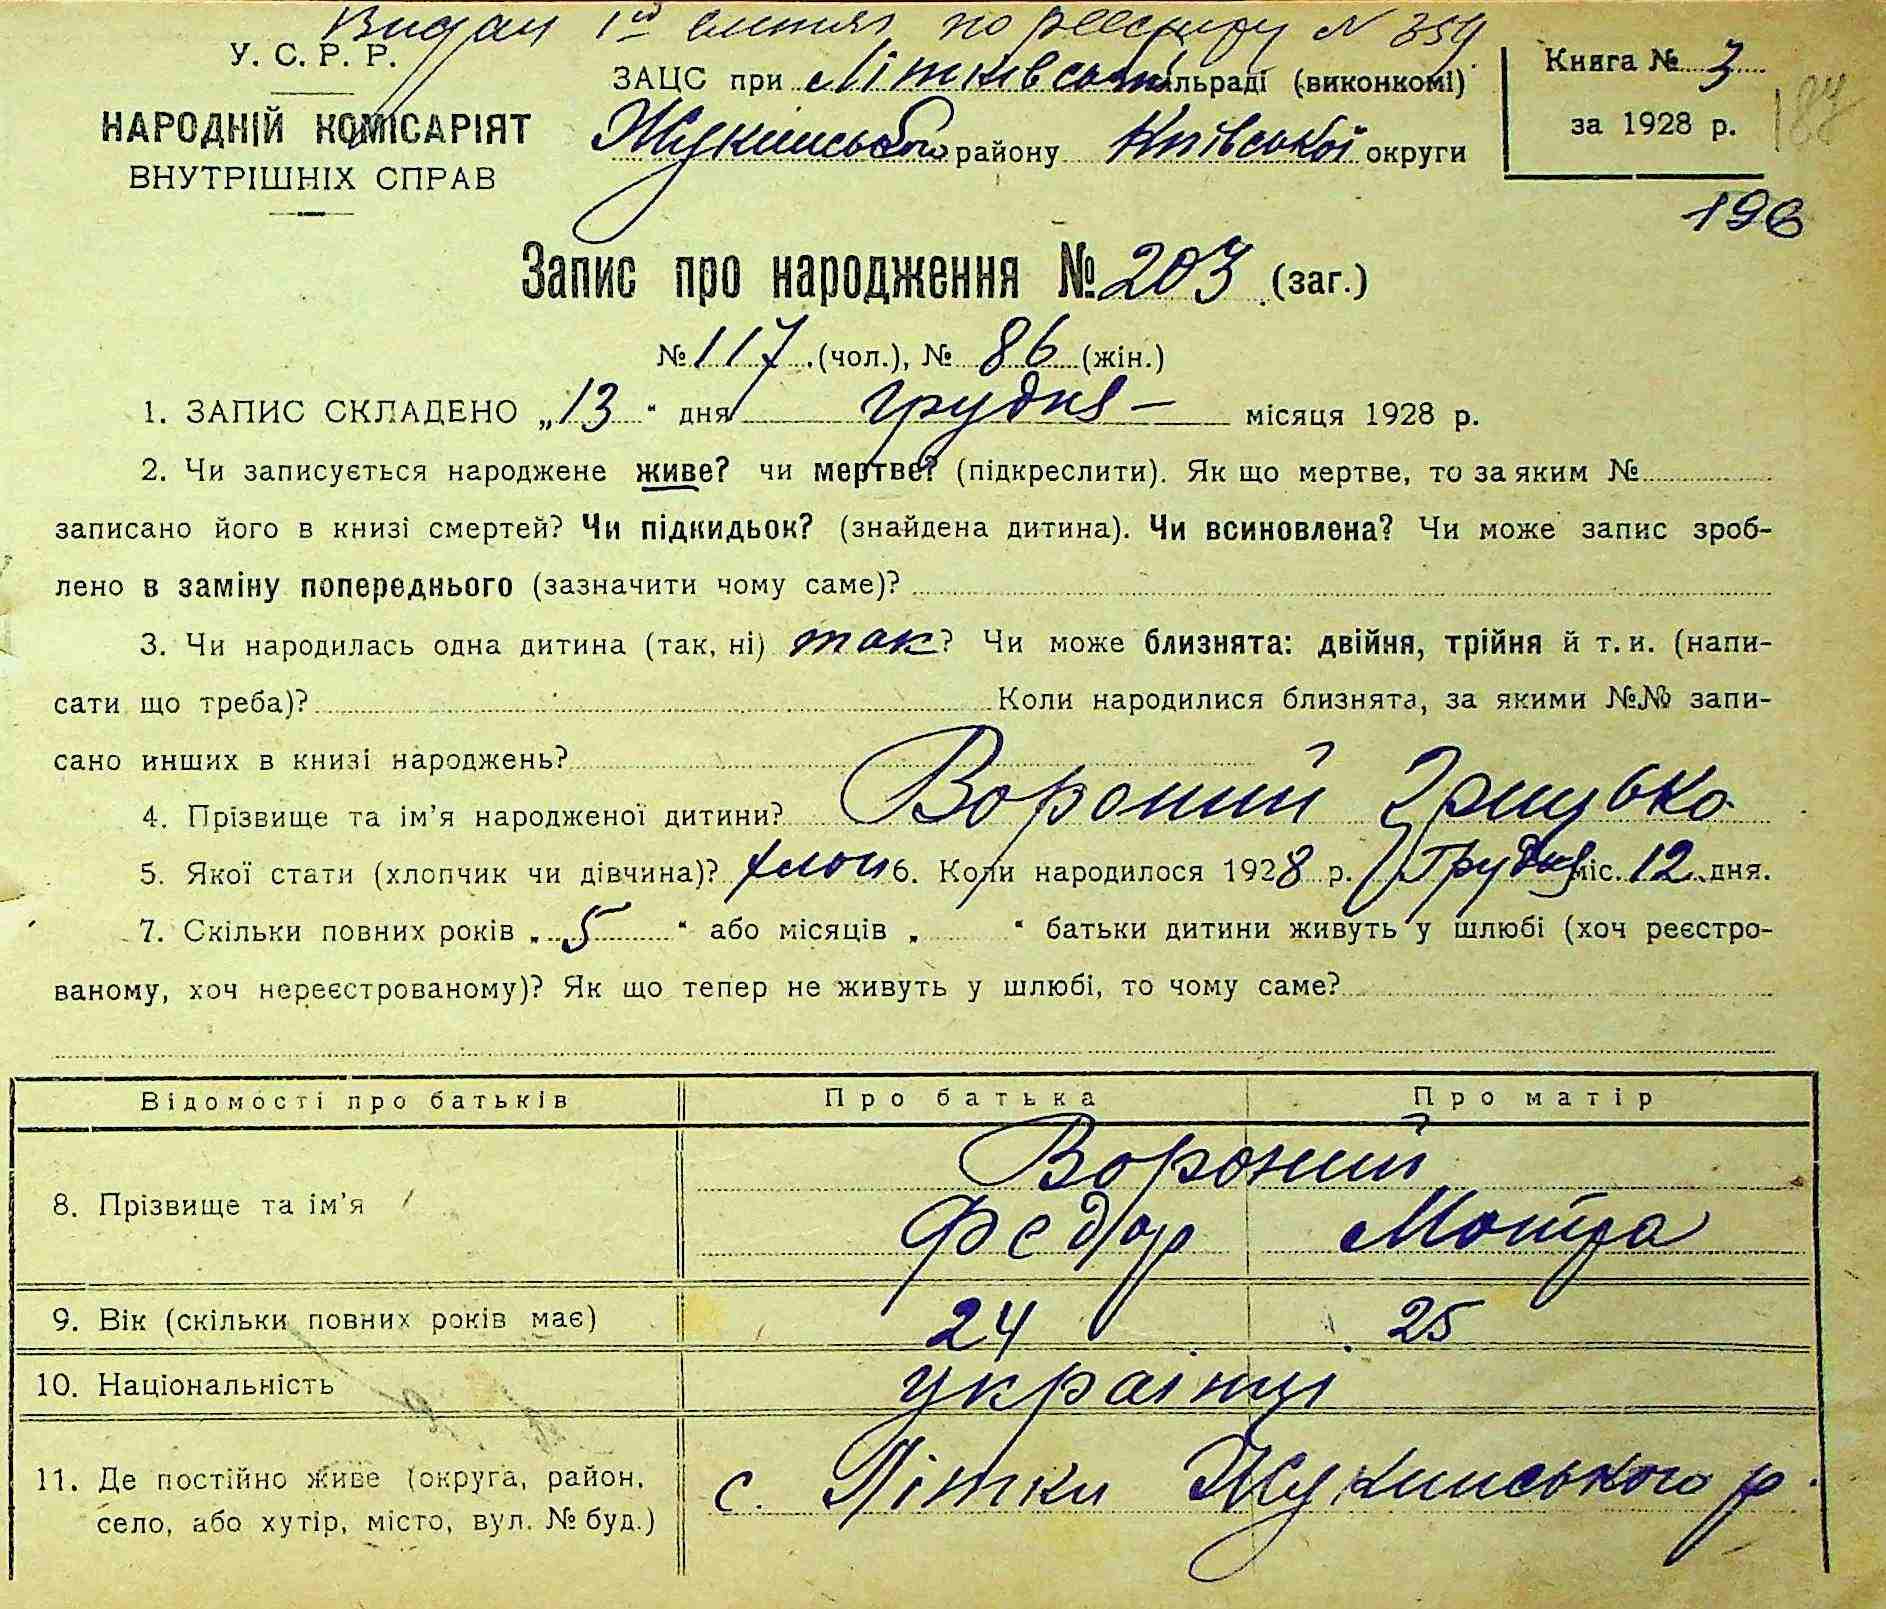 Видан 1ий витяг по реєстру N 359.
У. С. Р. Р.
НАРОДНІЙ КОМІСАРІЯТ
ВНУТРІШНІХ СПРАВ
ЗАЦС при Літківській сільраді (виконкомі)
Жукинського району Київської округи
Книга № 3
за 1928 р.
187
196
Запис про народження № 203 (заг.)
№ 117 (чол.), № 86 (жін.)
1. ЗАПИС СКЛАДЕНО „13“ дня грудня — місяця 1928 р.
2. Чи записується народжене живе? чи мертве? (підкреслити). Як що мертве, то за яким №
записано його в книзі смертей? Чи підкидьок? (знайдена дитина). Чи всиновлена? Чи може запис зроб-
лено в заміну попереднього (зазначити чому саме)?
3. Чи народилась одна дитина (так, ні) так? Чи може близнята: двійня, трійня й т. и. (напи-
сати що треба)? Коли народилися близнята, за якими №№ запи-
сано инших в книзі народжень?
4. Прізвище та ім'я народженої дитини? Вороний Грицько
5. Якої стати (хлопчик чи дівчина)? хлоп 6. Коли народилося 1928 р. Грудня міс. 12 дня.
7. Скільки повних років „5“ або місяців „ “ батьки дитини живуть у шлюбі (хоч реєстро-
ваному, хоч нереєстрованому)? Як що тепер не живуть у шлюбі, то чому саме?
Відомості про батьків Про батька Про матір
8. Прізвище та ім'я Вороний
Федор Мотря
9. Вік (скільки повних років має) 24 25
10. Національність українці
11. Де постійно живе (округа, район, село, або хутір, місто, вул. № буд.) с. Літки Жукинського р.